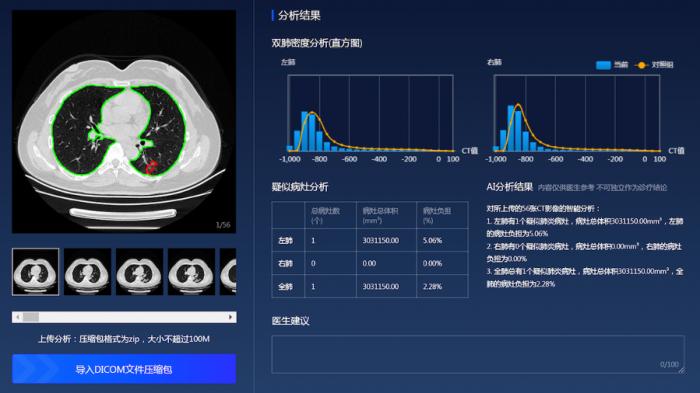 1/56
上传分析：压缩包格式为zip，大小不超过100M
导入DICOM文件压缩包
分析结果
双肺密度分析(直方图)
左肺
右肺
当前
对照组
CT值
-1,000 -800 -600 -400 -200 0 100
CT值
-1,000 -800 -600 -400 -200 0 100
疑似病灶分析
总病灶数(个) 病灶总体积(mm³) 病灶负担(%)
左肺 1 3031150.00 5.06%
右肺 0 0.00 0.00%
全肺 1 3031150.00 2.28%
AI分析结果 内容仅供医生参考 不可独立作为诊疗结论
对所上传的56张CT影像的智能分析：
1. 左肺有1个疑似肺炎病灶，病灶总体积3031150.00mm³，左肺
的病灶负担为5.06%
2. 右肺有0个疑似肺炎病灶，病灶总体积0.00mm³，右肺的病灶
负担为0.00%
3. 全肺总有1个疑似肺炎病灶，病灶总体积3031150.00mm³，全
肺的病灶负担为2.28%
医生建议
0/100